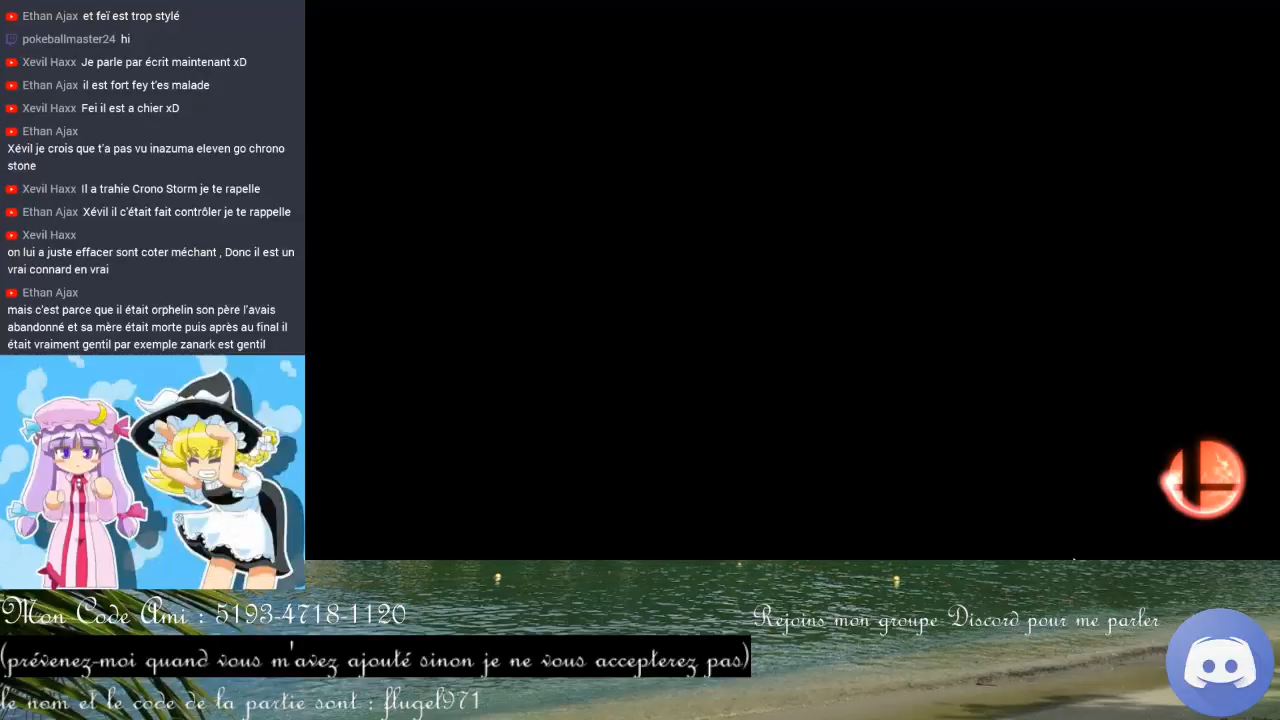 Ethan Ajax et feï est trop stylé
pokeballmaster24 hi
Xevil Haxx Je parle par écrit maintenant xD
Ethan Ajax il est fort fey t'es malade
Xevil Haxx Fei il est a chier xD
Ethan Ajax
Xévil je crois que t'a pas vu inazuma eleven go chrono
stone
Xevil Haxx Il a trahie Crono Storm je te rapelle
Ethan Ajax Xévil il c'était fait contrôler je te rappelle
Xevil Haxx
on lui a juste effacer sont coter méchant , Donc il est un
vrai connard en vrai
Ethan Ajax
mais c'est parce que il était orphelin son père l'avais
abandonné et sa mère était morte puis après au final il
était vraiment gentil par exemple zanark est gentil
Mon Code Ami : 5193-4718-1120
(prévenez-moi quand vous m'avez ajouté sinon je ne vous accepterez pas)
le nom et le code de la partie sont : flugel971
Rejoins mon groupe Discord pour me parler